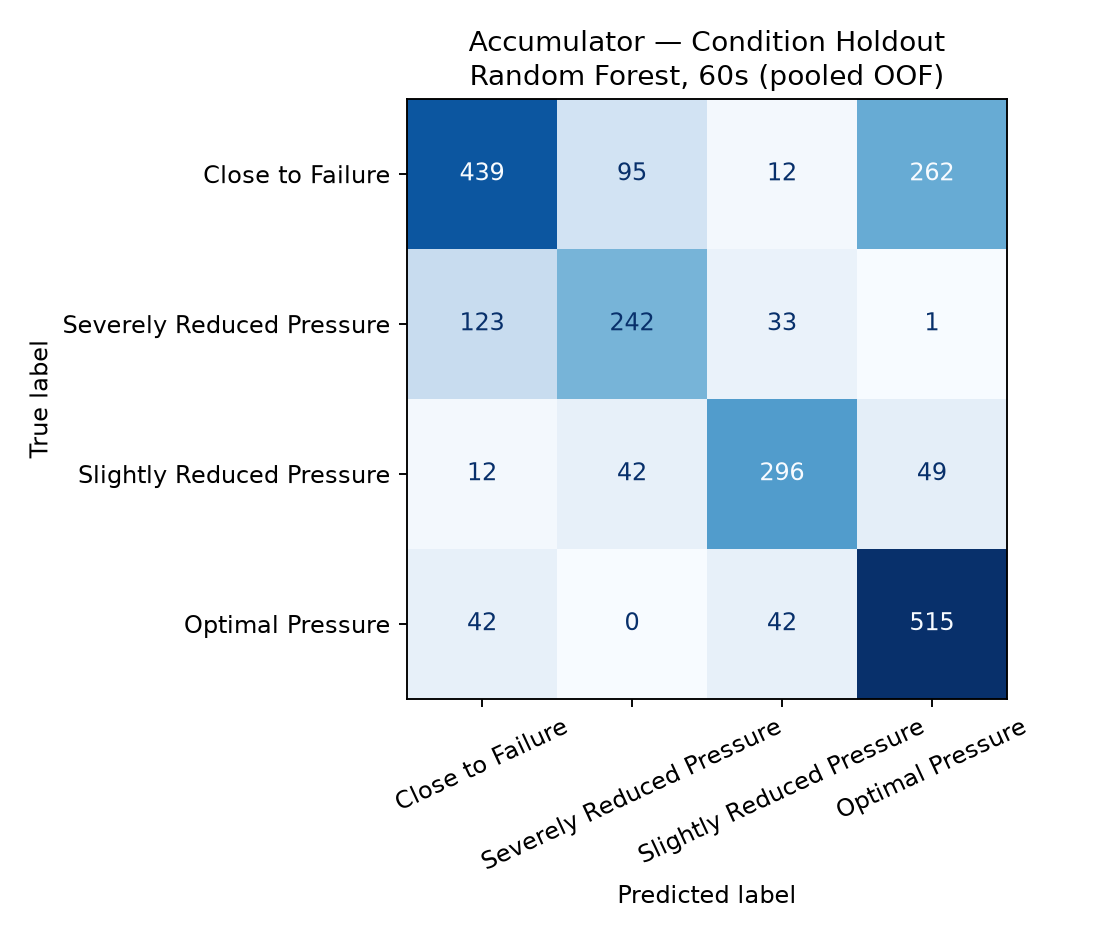 Accumulator — Condition Holdout
Random Forest, 60s (pooled OOF)
True label
Close to Failure
439 95 12 262
Severely Reduced Pressure
123 242 33 1
Slightly Reduced Pressure
12 42 296 49
Optimal Pressure
42 0 42 515
Close to Failure
Severely Reduced Pressure
Slightly Reduced Pressure
Optimal Pressure
Predicted label